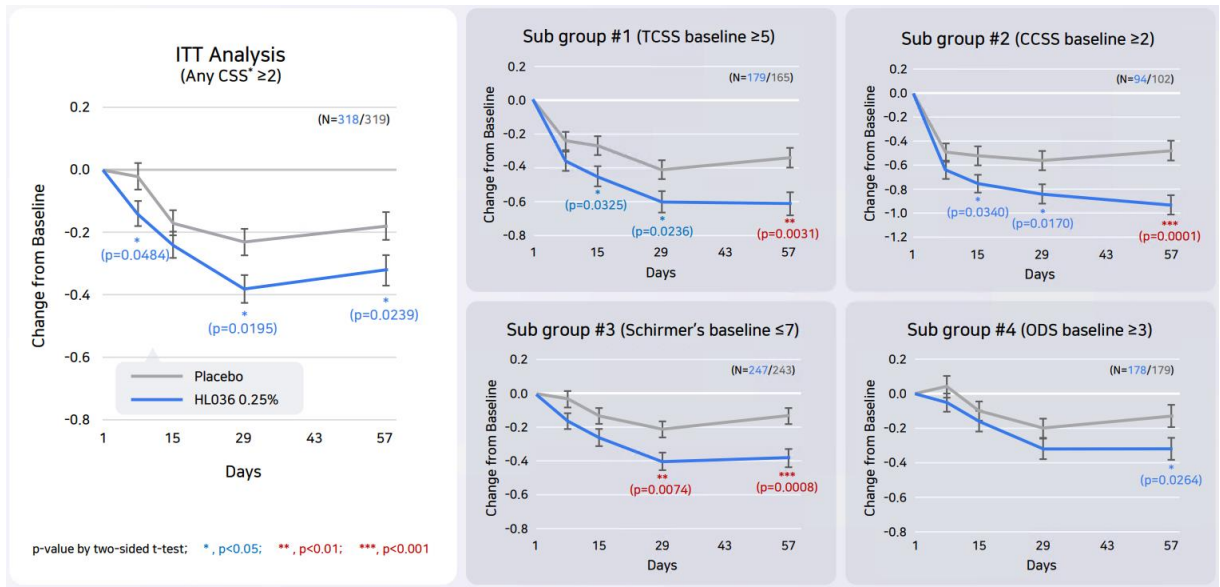 ITT Analysis
(Any CSS* ≥2)
(N=318/319)
Change from Baseline
0.2
0.0
-0.2
-0.4
-0.6
-0.8
(p=0.0484)
*
(p=0.0195)
*
(p=0.0239)
*
Placebo
HL036 0.25%
1 15 29 43 57
Days
p-value by two-sided t-test; *, p<0.05; **, p<0.01; ***, p<0.001
Sub group #1 (TCSS baseline ≥5)
(N=179/165)
Change from Baseline
0.2
0.0
-0.2
-0.4
-0.6
-0.8
*
(p=0.0325)
*
(p=0.0236)
**
(p=0.0031)
1 15 29 43 57
Days
Sub group #2 (CCSS baseline ≥2)
(N=94/102)
Change from Baseline
0.2
0.0
-0.2
-0.4
-0.6
-0.8
-1.0
-1.2
*
(p=0.0340)
*
(p=0.0170)
***
(p=0.0001)
1 15 29 43 57
Days
Sub group #3 (Schirmer's baseline ≤7)
(N=247/243)
Change from Baseline
0.2
0.0
-0.2
-0.4
-0.6
-0.8
**
(p=0.0074)
***
(p=0.0008)
1 15 29 43 57
Days
Sub group #4 (ODS baseline ≥3)
(N=178/179)
Change from Baseline
0.2
0.0
-0.2
-0.4
-0.6
-0.8
*
(p=0.0264)
1 15 29 43 57
Days